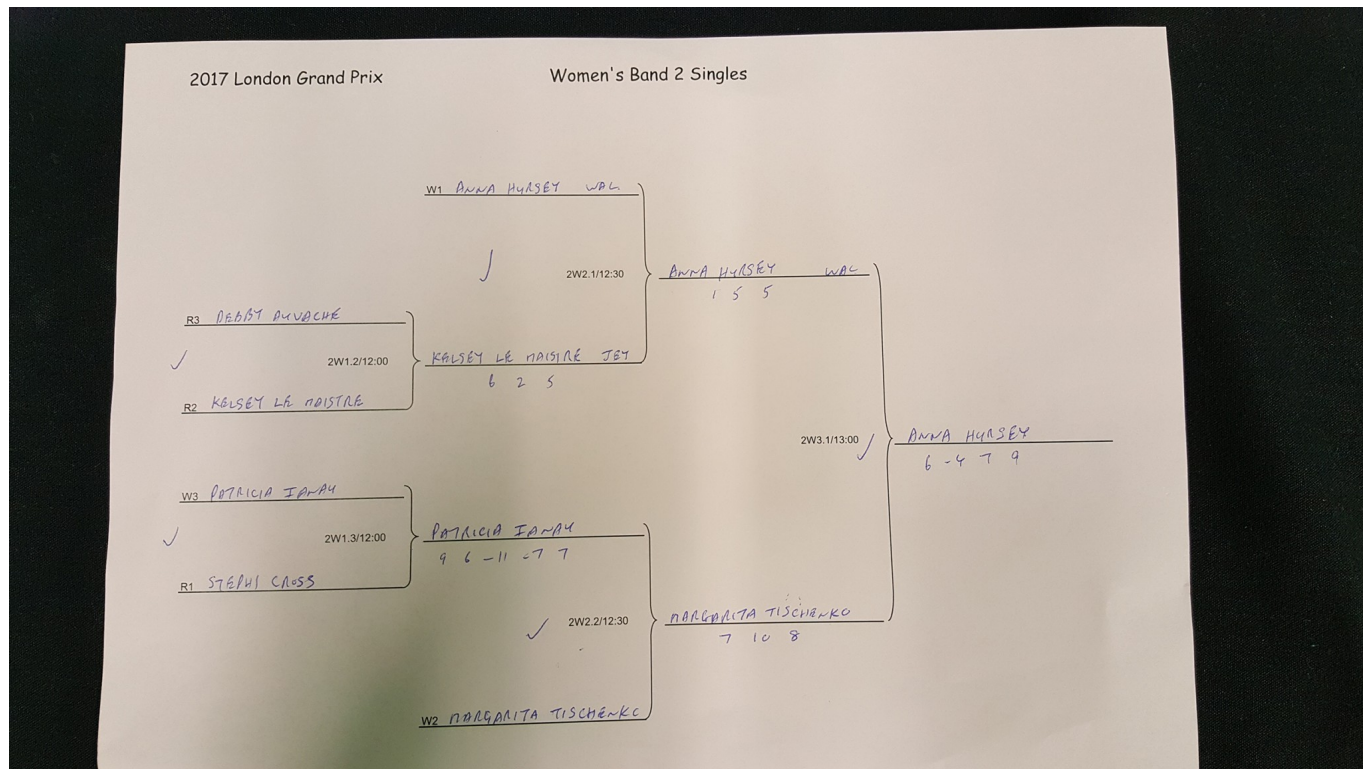 2017 London Grand Prix
Women's Band 2 Singles
W1 ANNA HURSEY WAL
2W2.1/12:30
ANNA HURSEY WAL
1 5 5
R3 DEBBY AUVACHE
2W1.2/12:00
KELSEY LE MAISTRE JEY
6 2 5
R2 KELSEY LE MAISTRE
2W3.1/13:00
ANNA HURSEY
6 -4 7 9
W3 PATRICIA IANAU
2W1.3/12:00
PATRICIA IANAU
9 6 -11 -7 7
R1 STEPHI CROSS
2W2.2/12:30
MARGARITA TISCHENKO
7 10 8
W2 MARGARITA TISCHENKO